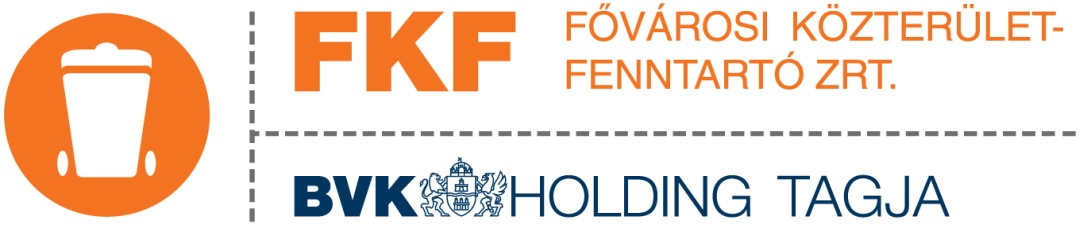 FKF
FŐVÁROSI KÖZTERÜLET-
FENNTARTÓ ZRT.
BVK HOLDING TAGJA